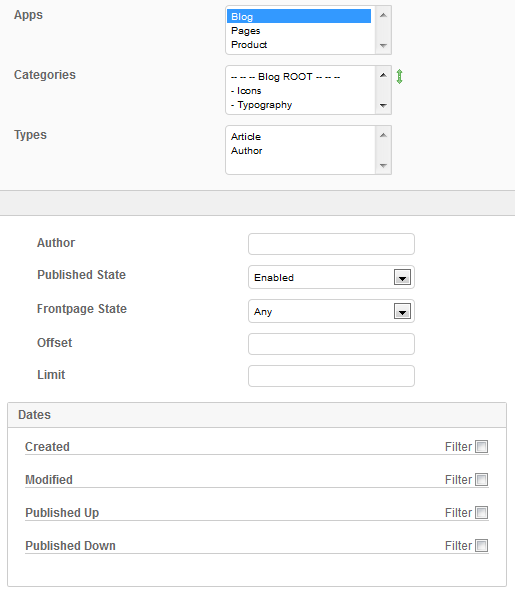 Apps
Blog
Pages
Product
Categories
-- -- -- Blog ROOT -- -- --
- Icons
- Typography
Types
Article
Author
Author
Published State Enabled
Frontpage State Any
Offset
Limit
Dates
Created Filter
Modified Filter
Published Up Filter
Published Down Filter